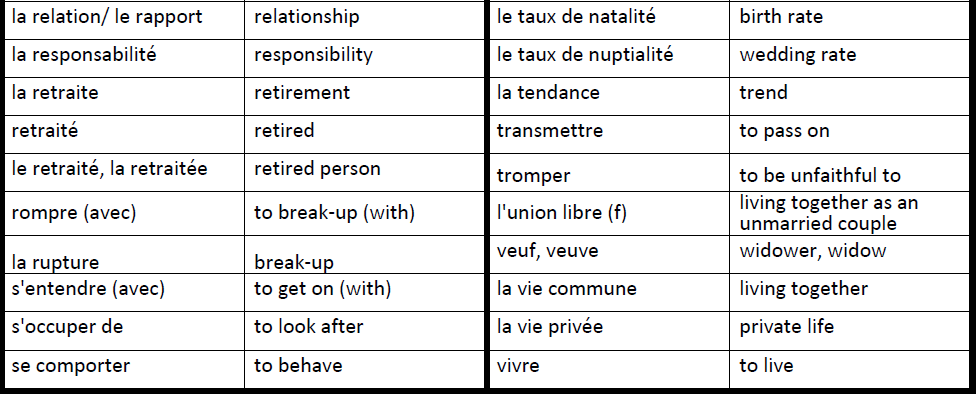 la relation/ le rapport relationship le taux de natalité birth rate
la responsabilité responsibility le taux de nuptialité wedding rate
la retraite retirement la tendance trend
retraité retired transmettre to pass on
le retraité, la retraitée retired person tromper to be unfaithful to
rompre (avec) to break-up (with) l'union libre (f) living together as an
unmarried couple
la rupture break-up veuf, veuve widower, widow
s'entendre (avec) to get on (with) la vie commune living together
s'occuper de to look after la vie privée private life
se comporter to behave vivre to live